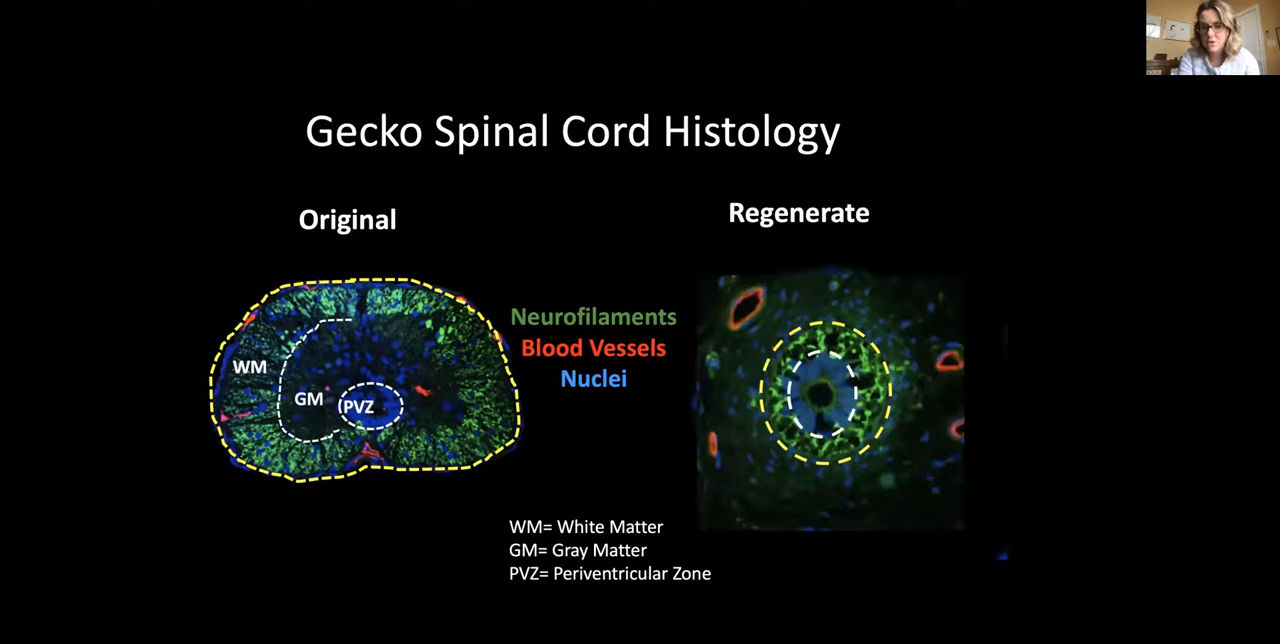 Gecko Spinal Cord Histology
Original
Regenerate
Neurofilaments
Blood Vessels
Nuclei
WM
GM
PVZ
WM= White Matter
GM= Gray Matter
PVZ= Periventricular Zone